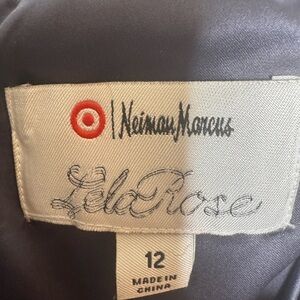 | Neiman Marcus
Lela Rose
12
MADE IN
CHINA